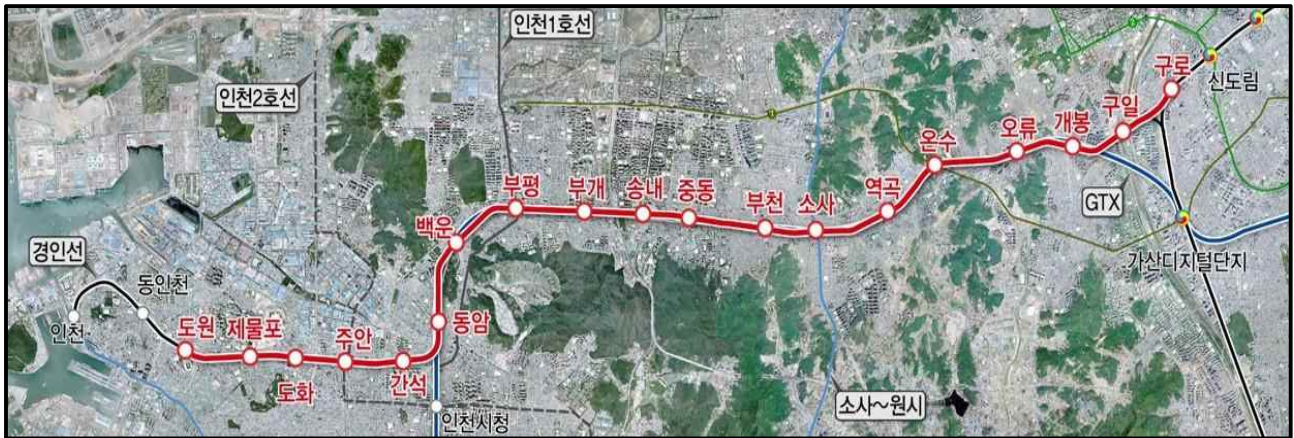 인천1호선
인천2호선
경인선
인천
동인천
도원
제물포
도화
주안
간석
동암
인천시청
백운
부평
부개
송내
중동
부천
소사
역곡
온수
오류
개봉
구일
구로
신도림
GTX
가산디지털단지
소사~원시